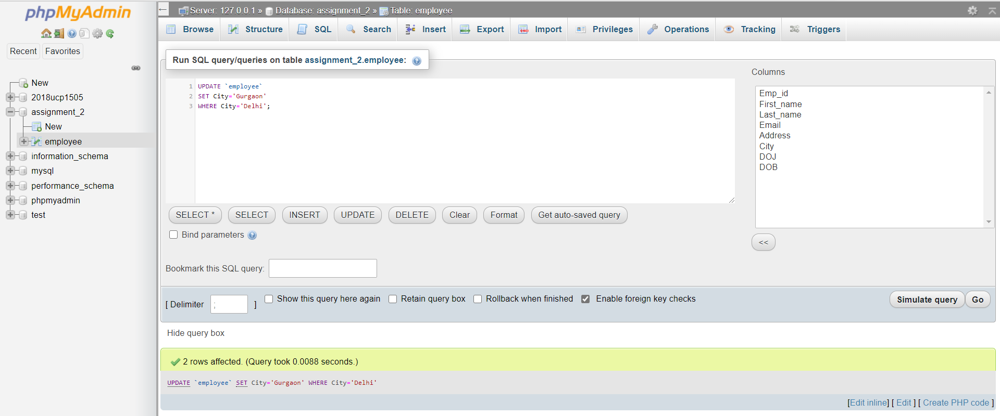 phpMyAdmin
Recent Favorites
New
2018ucp1505
assignment_2
New
employee
information_schema
mysql
performance_schema
phpmyadmin
test
Server: 127.0.0.1 » Database: assignment_2 » Table: employee
Browse Structure SQL Search Insert Export Import Privileges Operations Tracking Triggers
Run SQL query/queries on table assignment_2.employee:
1 UPDATE `employee`
2 SET City='Gurgaon'
3 WHERE City='Delhi';
SELECT * SELECT INSERT UPDATE DELETE Clear Format Get auto-saved query
Bind parameters
Bookmark this SQL query:
Columns
Emp_id
First_name
Last_name
Email
Address
City
DOJ
DOB
<<
[ Delimiter ; ] Show this query here again Retain query box Rollback when finished Enable foreign key checks Simulate query Go
Hide query box
2 rows affected. (Query took 0.0088 seconds.)
UPDATE `employee` SET City='Gurgaon' WHERE City='Delhi'
[Edit inline] [ Edit ] [ Create PHP code ]